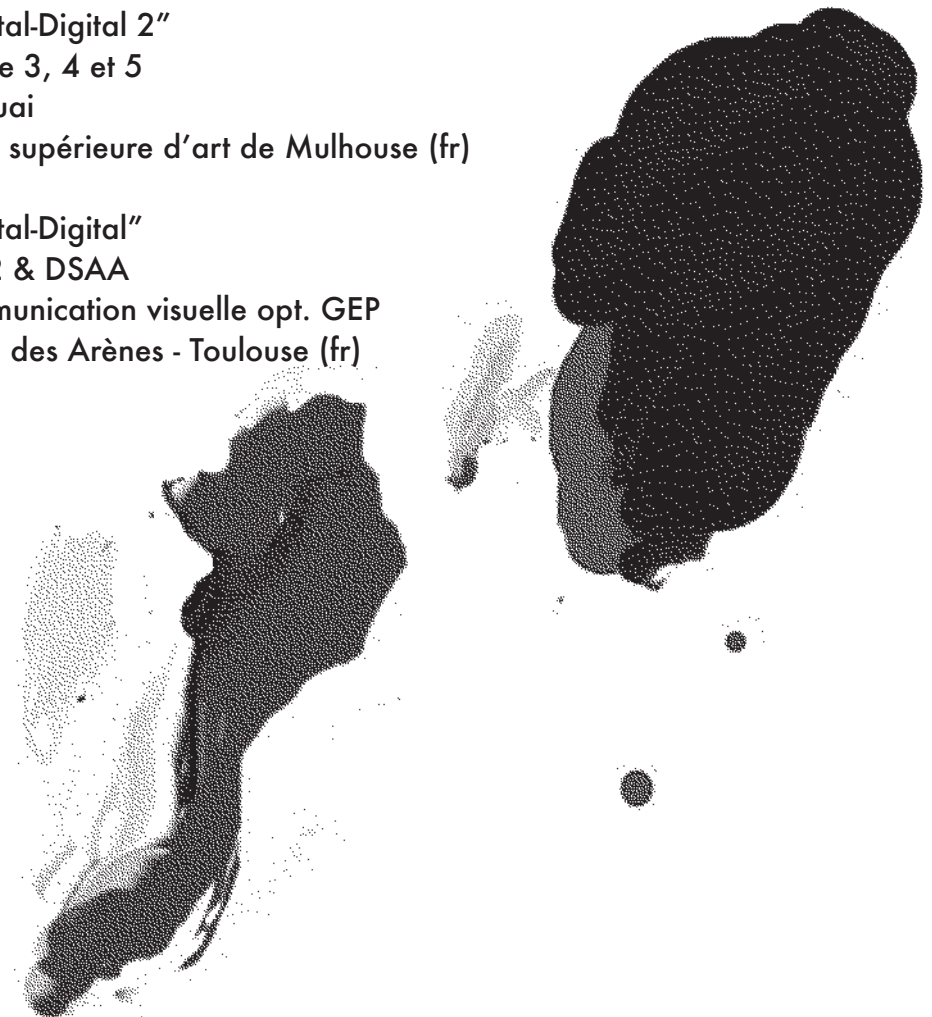 tal-Digital 2”
e 3, 4 et 5
uai
supérieure d’art de Mulhouse (fr)
tal-Digital”
& DSAA
munication visuelle opt. GEP
des Arènes - Toulouse (fr)